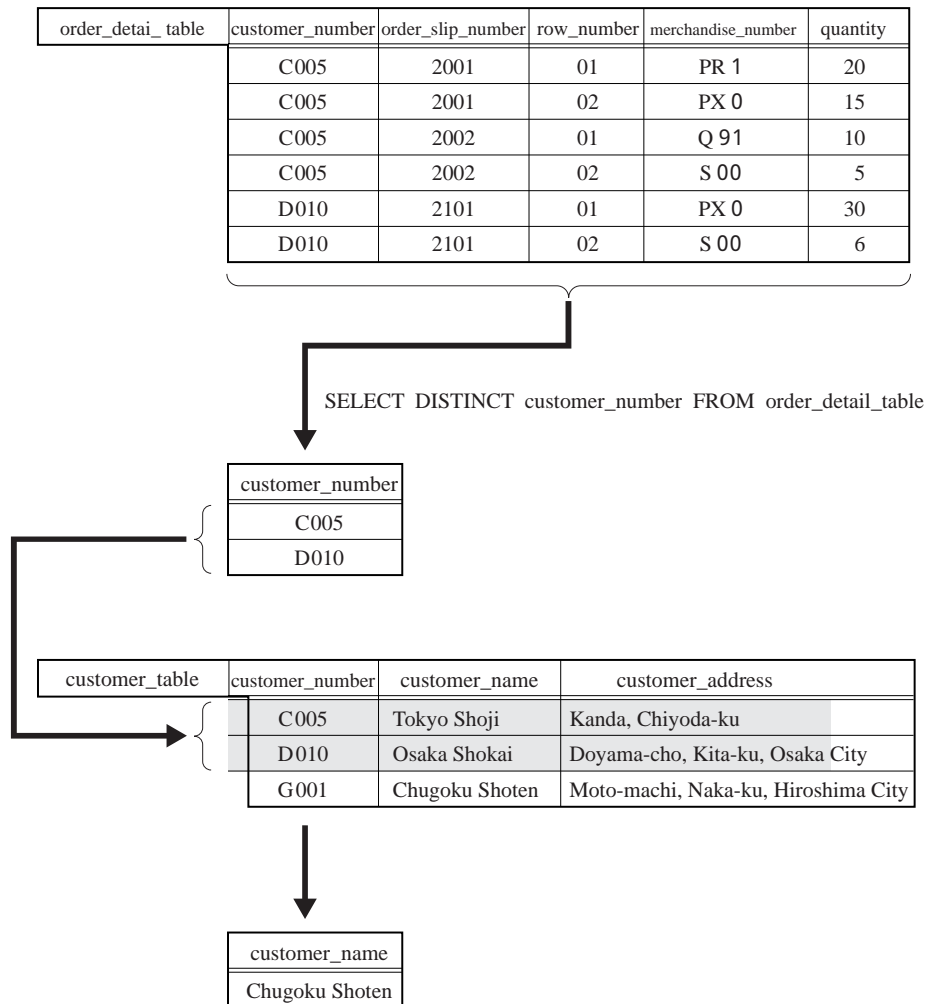 order_detai_ table customer_number order_slip_number row_number merchandise_number quantity
C005 2001 01 PR 1 20
C005 2001 02 PX 0 15
C005 2002 01 Q 91 10
C005 2002 02 S 00 5
D010 2101 01 PX 0 30
D010 2101 02 S 00 6
SELECT DISTINCT customer_number FROM order_detail_table
customer_number
C005
D010
customer_table customer_number customer_name customer_address
C005 Tokyo Shoji Kanda, Chiyoda-ku
D010 Osaka Shokai Doyama-cho, Kita-ku, Osaka City
G001 Chugoku Shoten Moto-machi, Naka-ku, Hiroshima City
customer_name
Chugoku Shoten